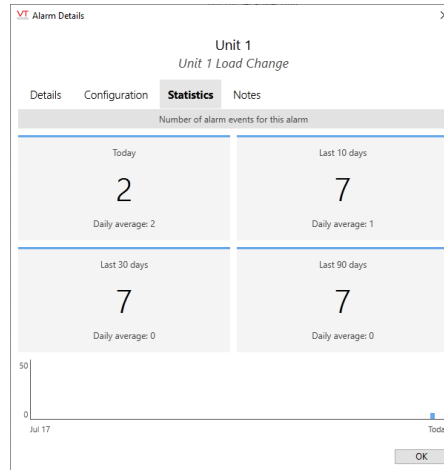 VT Alarm Details
Unit 1
Unit 1 Load Change
Details Configuration Statistics Notes
Number of alarm events for this alarm
Today
2
Daily average: 2
Last 10 days
7
Daily average: 1
Last 30 days
7
Daily average: 0
Last 90 days
7
Daily average: 0
50
0
Jul 17 Toda
OK